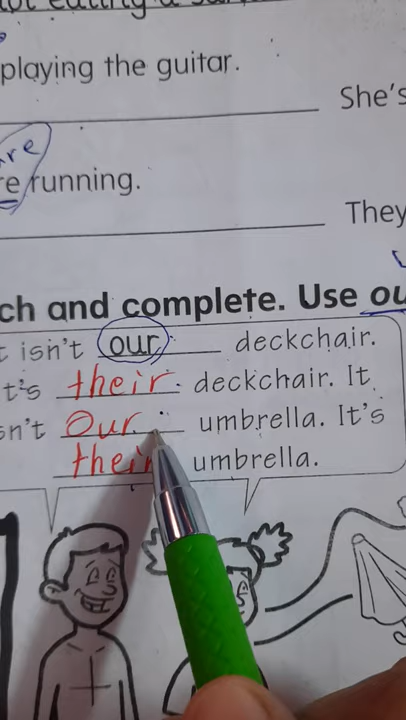 playing the guitar.
She's
are
running.
They
ch and complete. Use ou
isn't our deckchair.
t's their deckchair. It
sn't Our umbrella. It's
their umbrella.